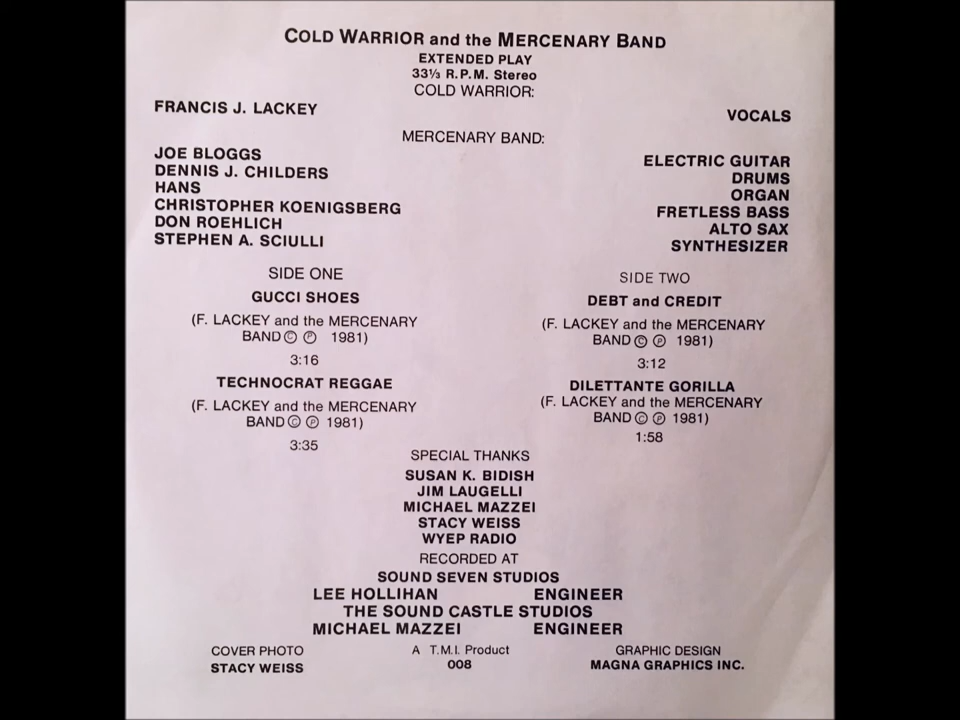 COLD WARRIOR and the MERCENARY BAND
EXTENDED PLAY
33⅓ R.P.M. Stereo
COLD WARRIOR:
FRANCIS J. LACKEY VOCALS
MERCENARY BAND:
JOE BLOGGS ELECTRIC GUITAR
DENNIS J. CHILDERS DRUMS
HANS ORGAN
CHRISTOPHER KOENIGSBERG FRETLESS BASS
DON ROEHLICH ALTO SAX
STEPHEN A. SCIULLI SYNTHESIZER
SIDE ONE
GUCCI SHOES
(F. LACKEY and the MERCENARY
BAND © ℗ 1981)
3:16
TECHNOCRAT REGGAE
(F. LACKEY and the MERCENARY
BAND © ℗ 1981)
3:35
SIDE TWO
DEBT and CREDIT
(F. LACKEY and the MERCENARY
BAND © ℗ 1981)
3:12
DILETTANTE GORILLA
(F. LACKEY and the MERCENARY
BAND © ℗ 1981)
1:58
SPECIAL THANKS
SUSAN K. BIDISH
JIM LAUGELLI
MICHAEL MAZZEI
STACY WEISS
WYEP RADIO
RECORDED AT
SOUND SEVEN STUDIOS
LEE HOLLIHAN ENGINEER
THE SOUND CASTLE STUDIOS
MICHAEL MAZZEI ENGINEER
COVER PHOTO
STACY WEISS
A T.M.I. Product
008
GRAPHIC DESIGN
MAGNA GRAPHICS INC.